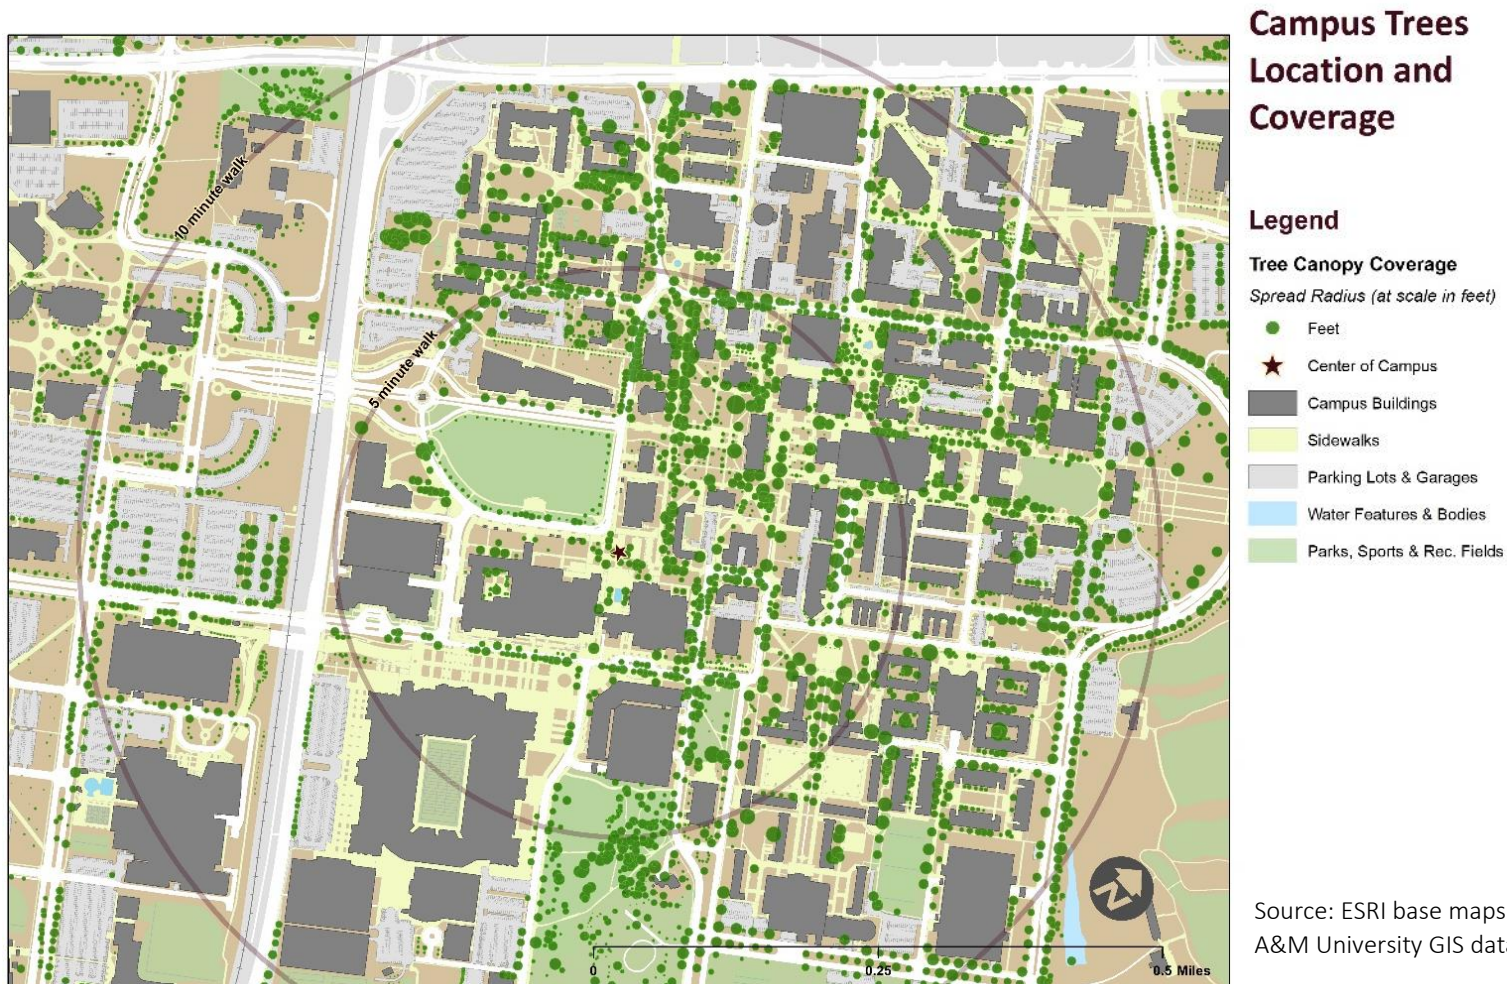 Campus Trees
Location and
Coverage
Legend
Tree Canopy Coverage
Spread Radius (at scale in feet)
Feet
Center of Campus
Campus Buildings
Sidewalks
Parking Lots & Garages
Water Features & Bodies
Parks, Sports & Rec. Fields
10 minute walk
5 minute walk
N
0 0.25 0.5 Miles
Source: ESRI base maps
A&M University GIS dat